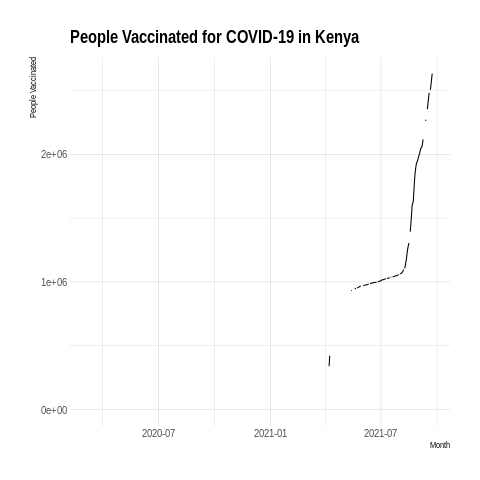 People Vaccinated for COVID-19 in Kenya
People Vaccinated
2e+06
1e+06
0e+00
2020-07
2021-01
2021-07
Month